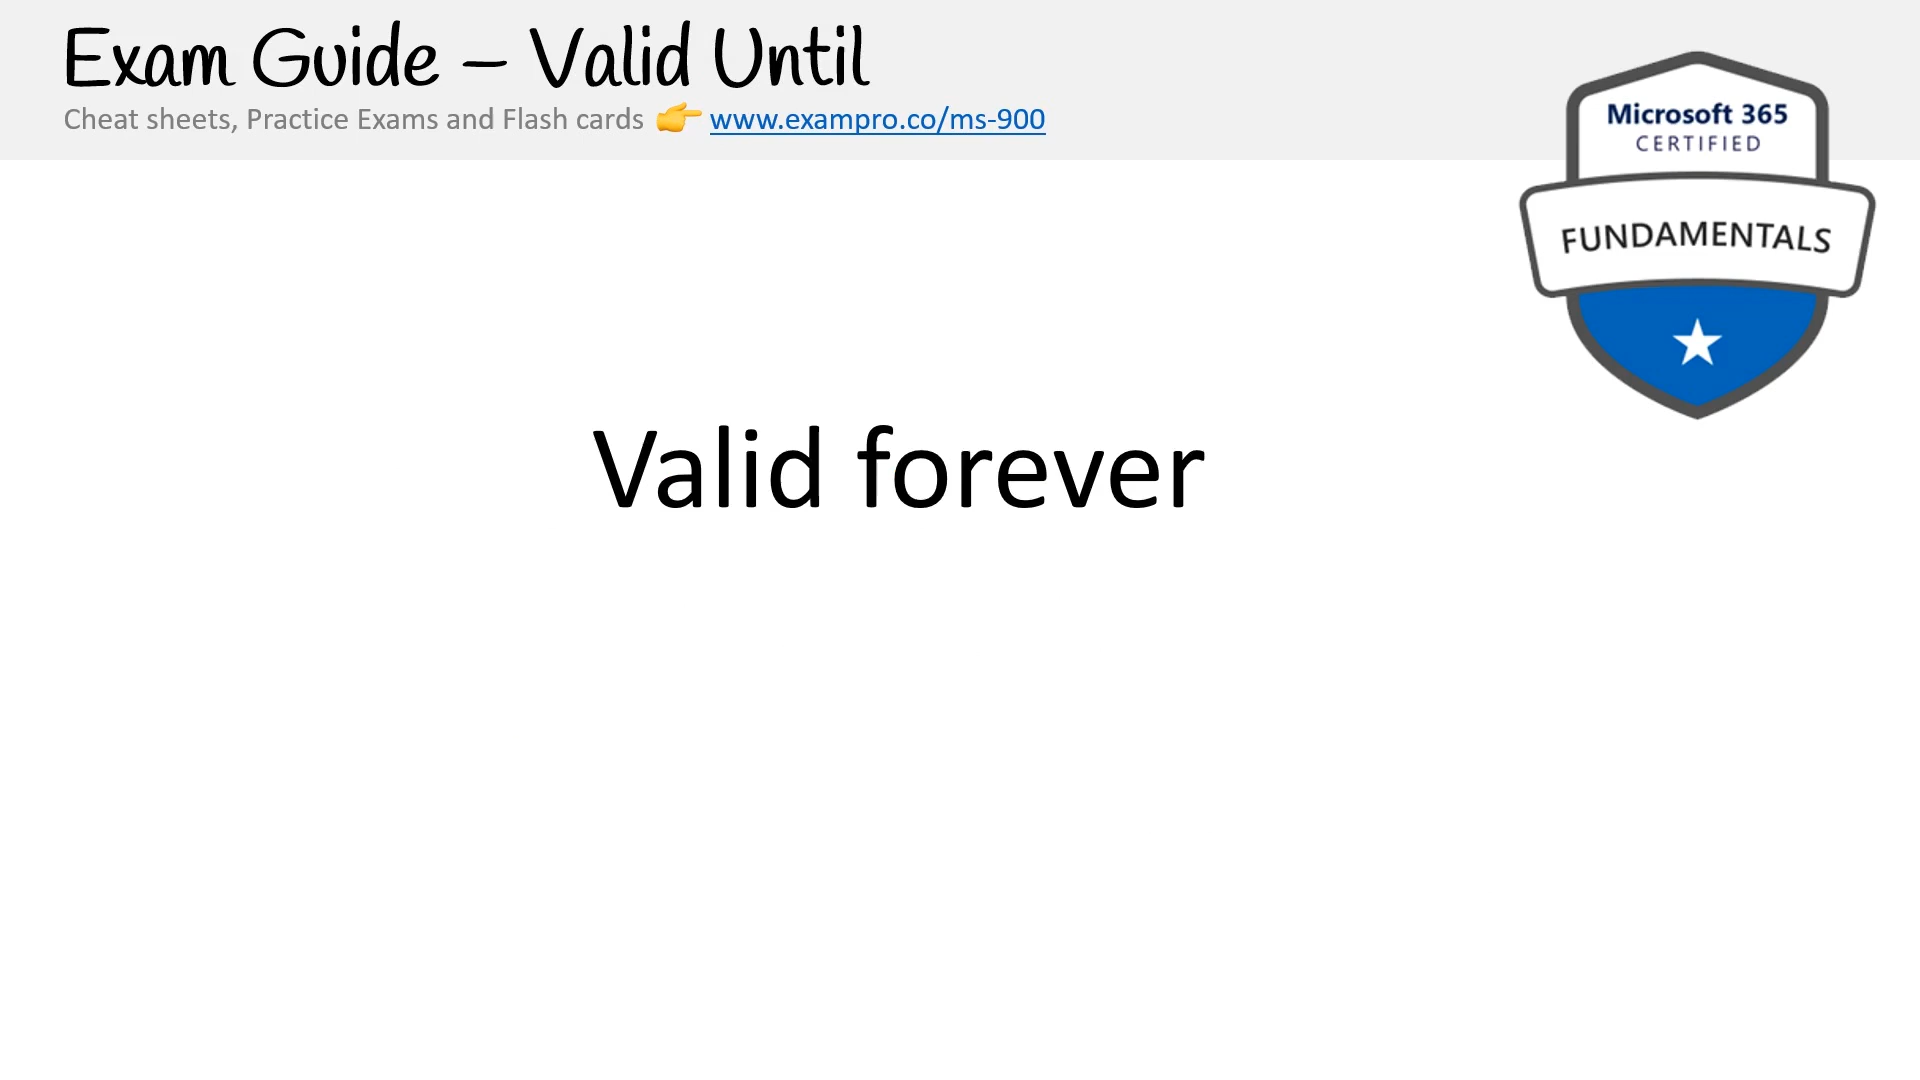 Exam Guide – Valid Until
Cheat sheets, Practice Exams and Flash cards 👉 www.exampro.co/ms-900
Microsoft 365
CERTIFIED
FUNDAMENTALS
Valid forever